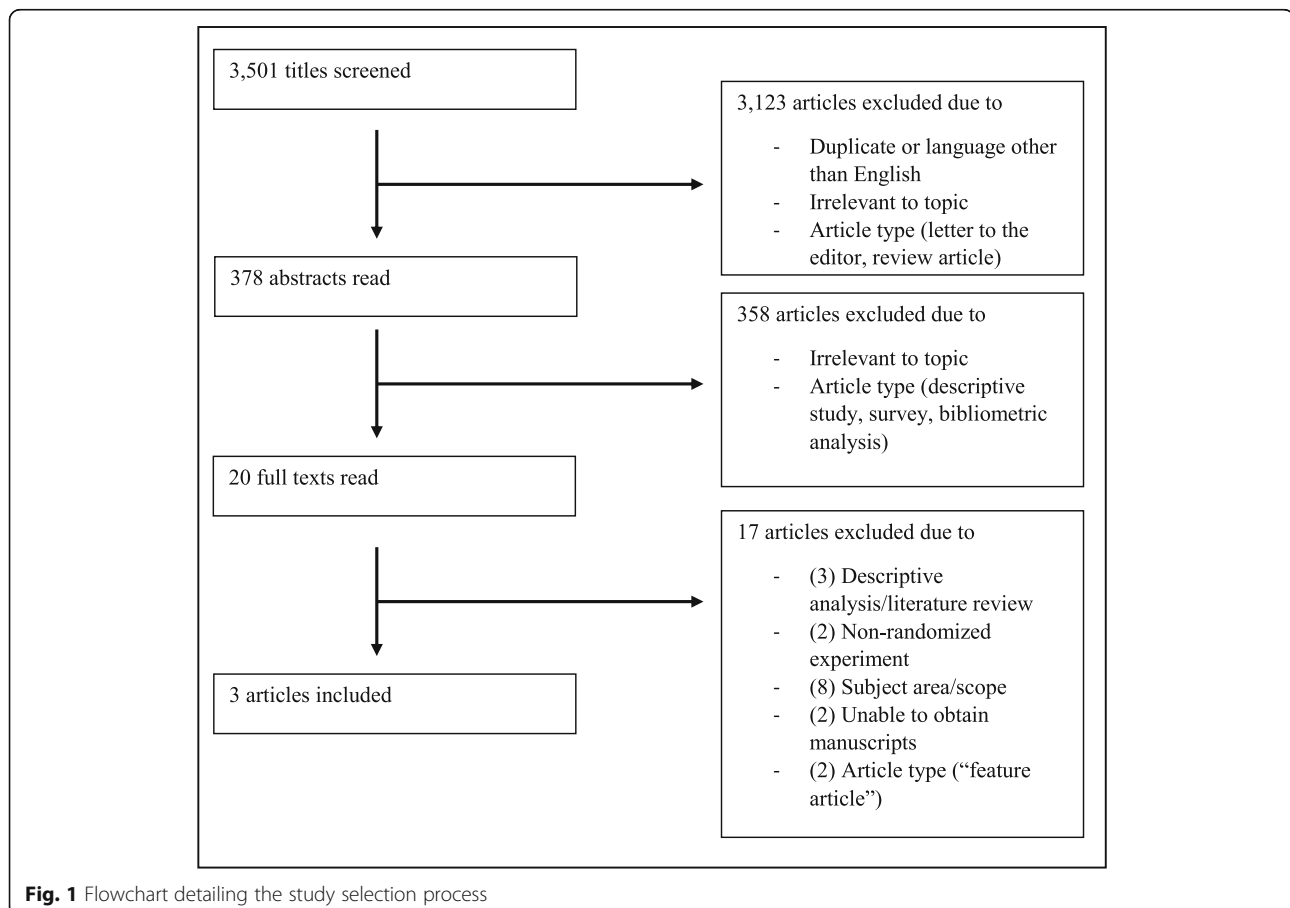 3,501 titles screened
3,123 articles excluded due to
- Duplicate or language other
than English
- Irrelevant to topic
- Article type (letter to the
editor, review article)
378 abstracts read
358 articles excluded due to
- Irrelevant to topic
- Article type (descriptive
study, survey, bibliometric
analysis)
20 full texts read
17 articles excluded due to
- (3) Descriptive
analysis/literature review
- (2) Non-randomized
experiment
- (8) Subject area/scope
- (2) Unable to obtain
manuscripts
- (2) Article type (“feature
article”)
3 articles included
Fig. 1 Flowchart detailing the study selection process